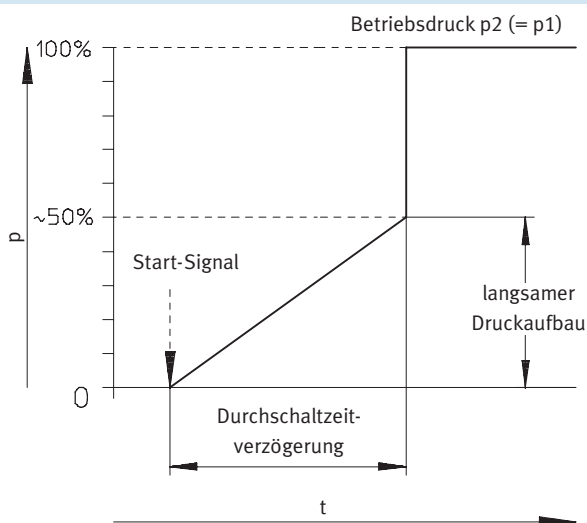 Betriebsdruck p2 (= p1)
100%
~50%
p
Start-Signal
langsamer
Druckaufbau
0
Durchschaltzeit-
verzögerung
t